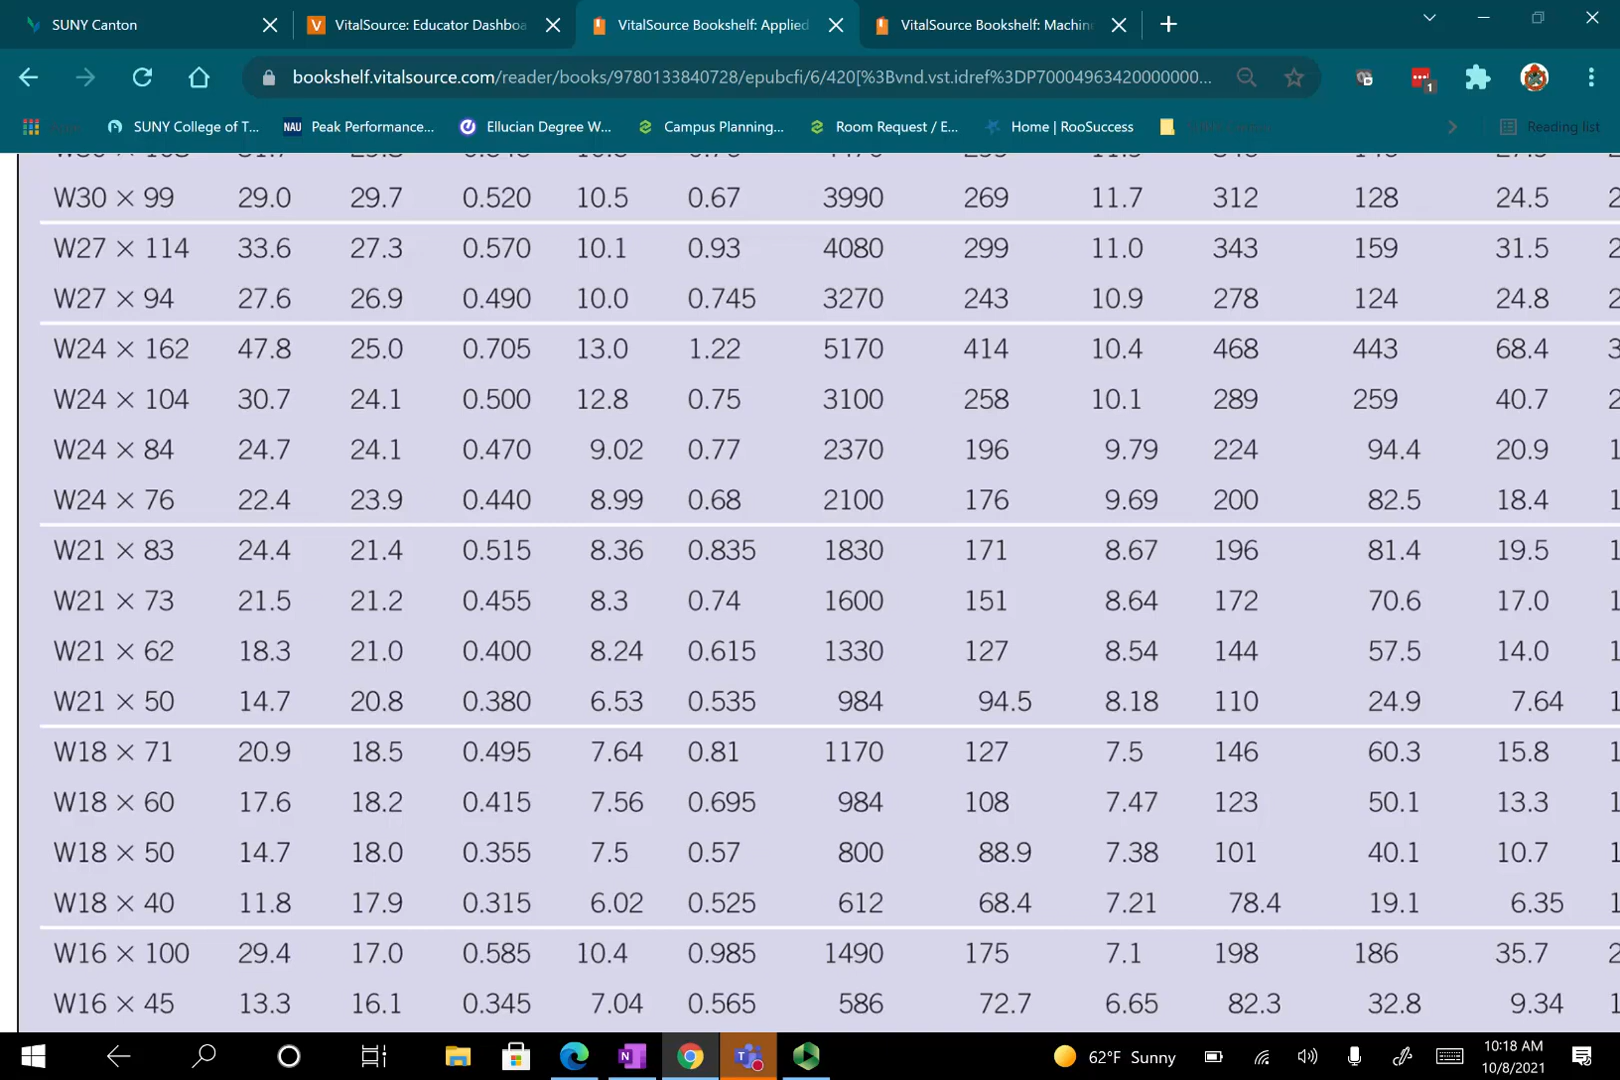 SUNY Canton
VitalSource: Educator Dashboa
VitalSource Bookshelf: Applied
VitalSource Bookshelf: Machin
bookshelf.vitalsource.com/reader/books/9780133840728/epubcfi/6/420[%3Bvnd.vst.idref%3DP70004963420000000...
1
SUNY College of T...
NAU Peak Performance...
Ellucian Degree W...
Campus Planning...
Room Request / E...
Home | RooSuccess
Reading list
W30 × 99 29.0 29.7 0.520 10.5 0.67 3990 269 11.7 312 128 24.5 2
W27 × 114 33.6 27.3 0.570 10.1 0.93 4080 299 11.0 343 159 31.5 2
W27 × 94 27.6 26.9 0.490 10.0 0.745 3270 243 10.9 278 124 24.8 2
W24 × 162 47.8 25.0 0.705 13.0 1.22 5170 414 10.4 468 443 68.4 3
W24 × 104 30.7 24.1 0.500 12.8 0.75 3100 258 10.1 289 259 40.7 2
W24 × 84 24.7 24.1 0.470 9.02 0.77 2370 196 9.79 224 94.4 20.9 1
W24 × 76 22.4 23.9 0.440 8.99 0.68 2100 176 9.69 200 82.5 18.4 1
W21 × 83 24.4 21.4 0.515 8.36 0.835 1830 171 8.67 196 81.4 19.5 1
W21 × 73 21.5 21.2 0.455 8.3 0.74 1600 151 8.64 172 70.6 17.0 1
W21 × 62 18.3 21.0 0.400 8.24 0.615 1330 127 8.54 144 57.5 14.0 1
W21 × 50 14.7 20.8 0.380 6.53 0.535 984 94.5 8.18 110 24.9 7.64 1
W18 × 71 20.9 18.5 0.495 7.64 0.81 1170 127 7.5 146 60.3 15.8 1
W18 × 60 17.6 18.2 0.415 7.56 0.695 984 108 7.47 123 50.1 13.3 1
W18 × 50 14.7 18.0 0.355 7.5 0.57 800 88.9 7.38 101 40.1 10.7 1
W18 × 40 11.8 17.9 0.315 6.02 0.525 612 68.4 7.21 78.4 19.1 6.35 1
W16 × 100 29.4 17.0 0.585 10.4 0.985 1490 175 7.1 198 186 35.7 2
W16 × 45 13.3 16.1 0.345 7.04 0.565 586 72.7 6.65 82.3 32.8 9.34 1
62°F Sunny
10:18 AM
10/8/2021